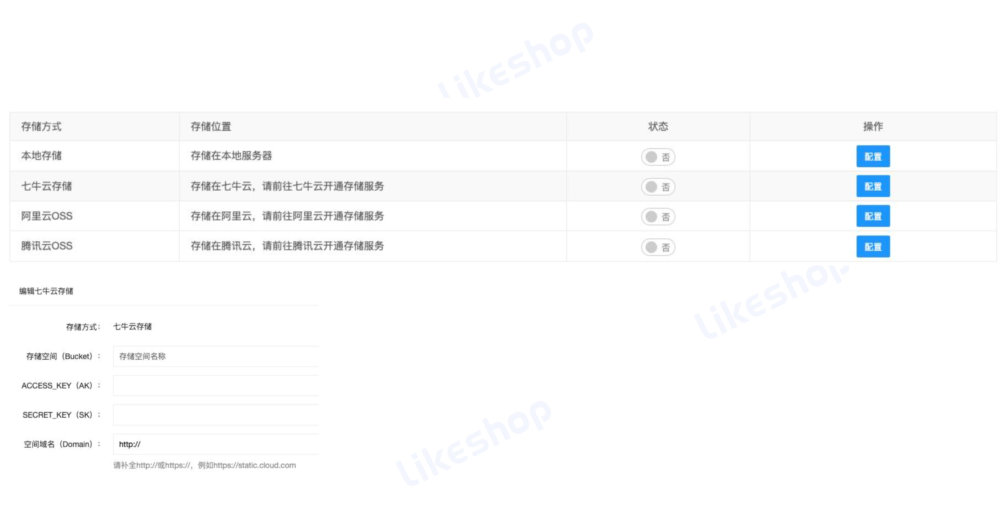 Likeshop
存储方式 存储位置 状态 操作
本地存储 存储在本地服务器 否 配置
七牛云存储 存储在七牛云，请前往七牛云开通存储服务 否 配置
阿里云OSS 存储在阿里云，请前往阿里云开通存储服务 否 配置
腾讯云OSS 存储在腾讯云，请前往腾讯云开通存储服务 否 配置
Likeshop
编辑七牛云存储
存储方式： 七牛云存储
存储空间（Bucket）： 存储空间名称
ACCESS_KEY（AK）：
SECRET_KEY（SK）：
空间域名（Domain）： http://
请补全http://或https://，例如https://static.cloud.com
Likeshop